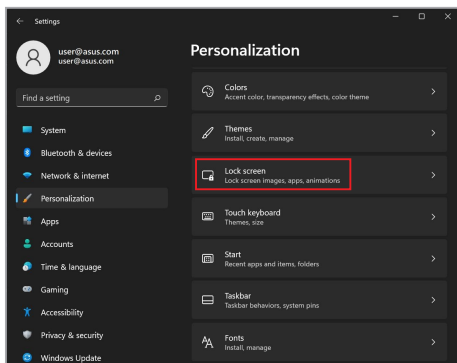 Settings
user@asus.com
user@asus.com
Find a setting
System
Bluetooth & devices
Network & internet
Personalization
Apps
Accounts
Time & language
Gaming
Accessibility
Privacy & security
Windows Update
Personalization
Colors
Accent color, transparency effects, color theme
Themes
Install, create, manage
Lock screen
Lock screen images, apps, animations
Touch keyboard
Themes, size
Start
Recent apps and items, folders
Taskbar
Taskbar behaviors, system pins
Fonts
Install, manage